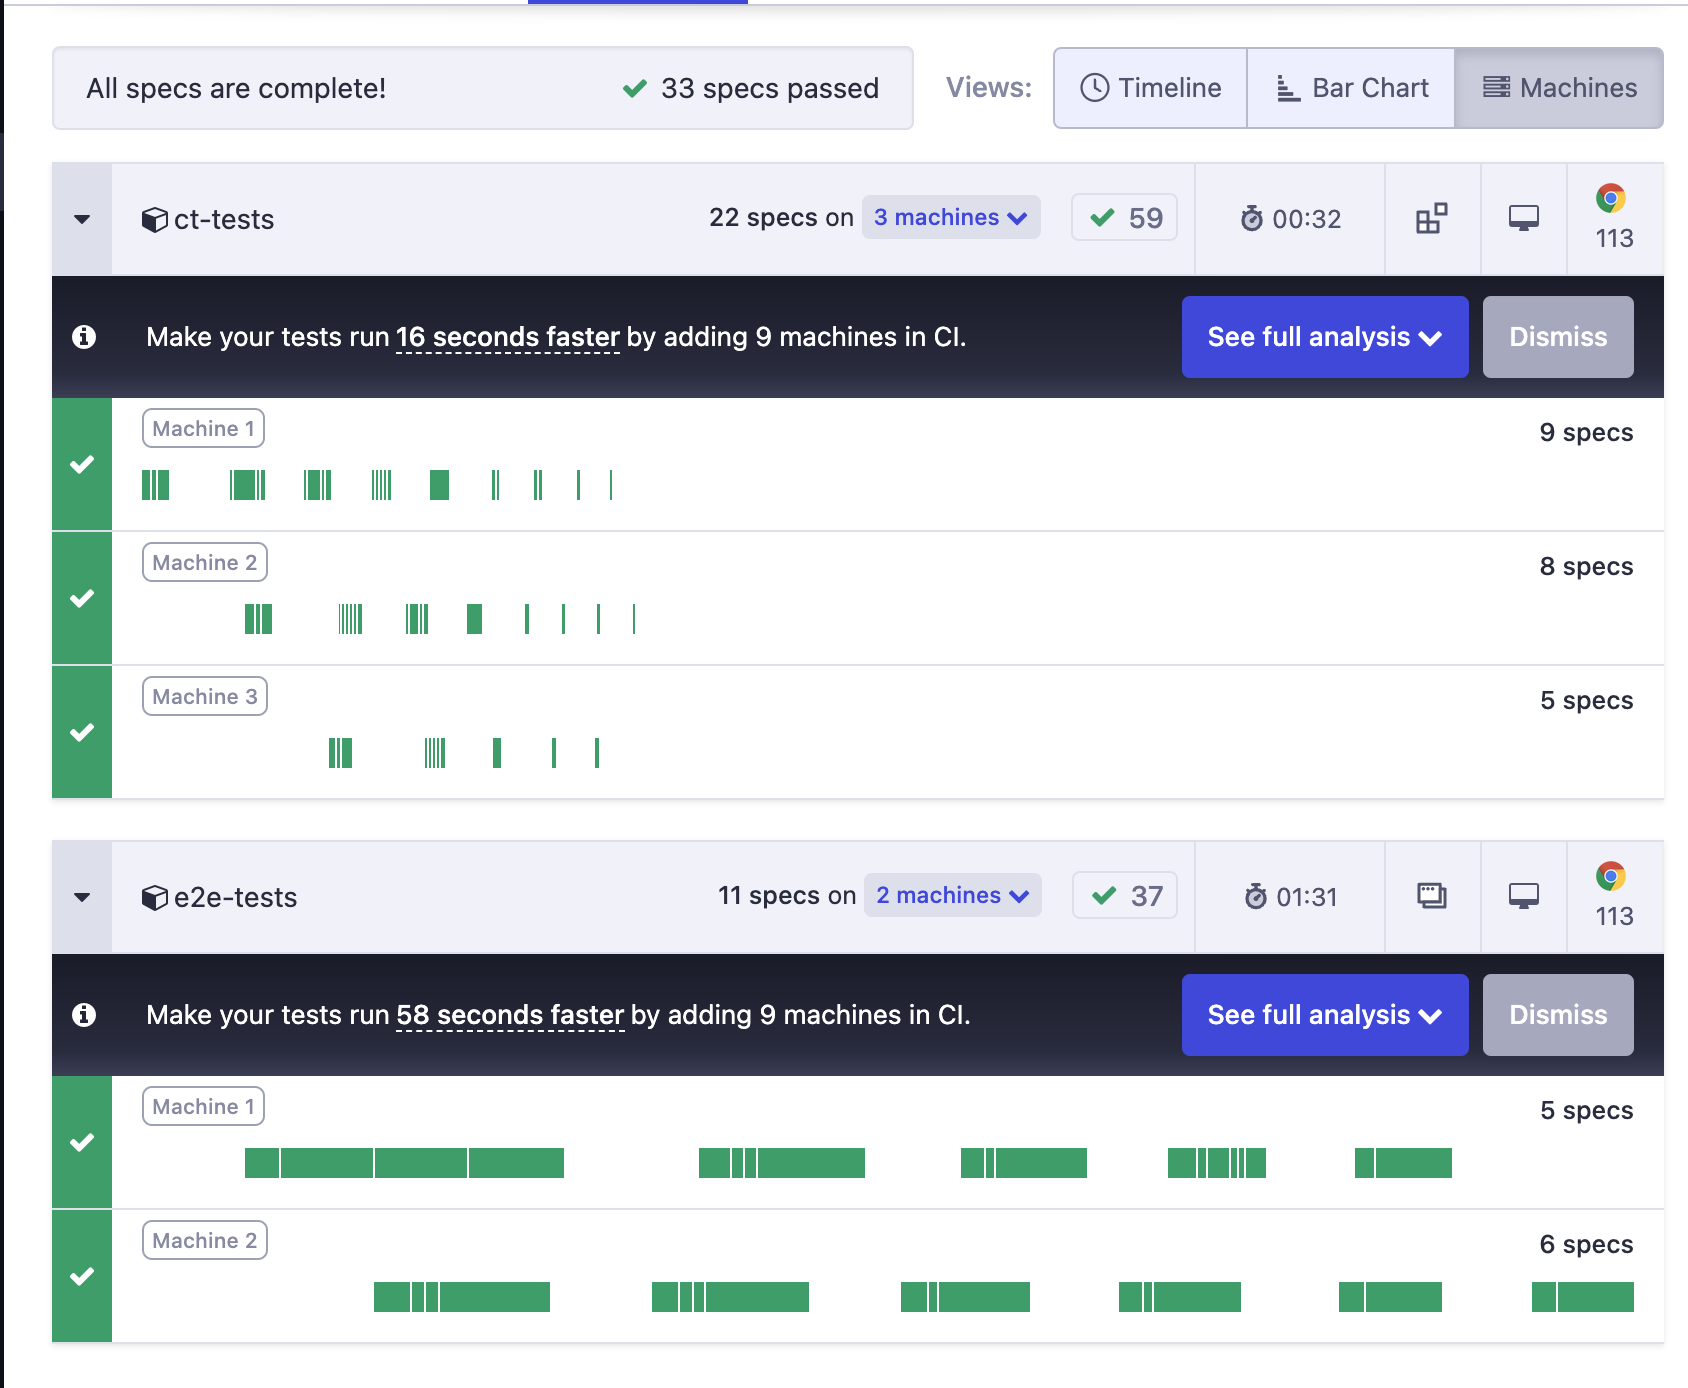 All specs are complete! 33 specs passed Views: Timeline Bar Chart Machines
ct-tests 22 specs on 3 machines 59 00:32 113
Make your tests run 16 seconds faster by adding 9 machines in CI. See full analysis Dismiss
Machine 1 9 specs
Machine 2 8 specs
Machine 3 5 specs
e2e-tests 11 specs on 2 machines 37 01:31 113
Make your tests run 58 seconds faster by adding 9 machines in CI. See full analysis Dismiss
Machine 1 5 specs
Machine 2 6 specs